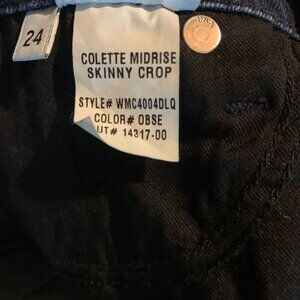 24
COLETTE MIDRISE
SKINNY CROP
STYLE# WMC4004DLQ
COLOR# OBSE
UT# 14317-00